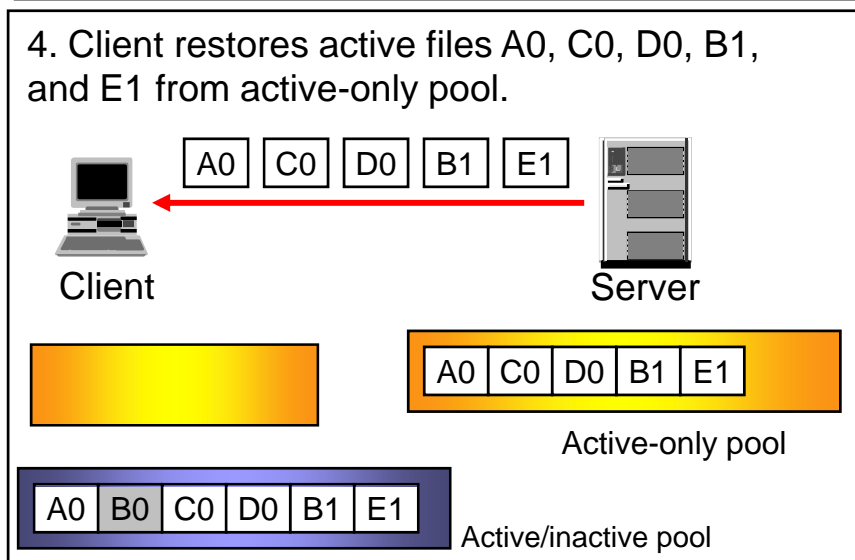 4. Client restores active files A0, C0, D0, B1,
and E1 from active-only pool.
A0 C0 D0 B1 E1
Client
Server
A0 C0 D0 B1 E1
Active-only pool
A0 B0 C0 D0 B1 E1
Active/inactive pool